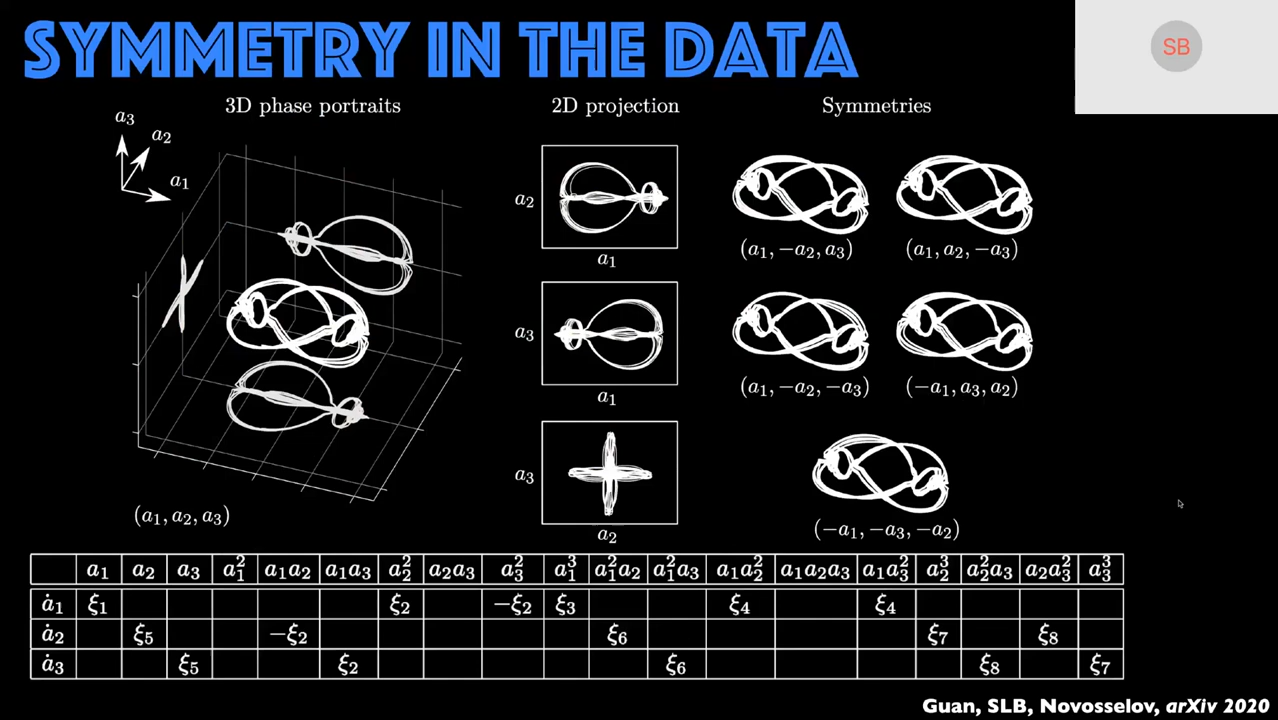 SYMMETRY IN THE DATA
SB
3D phase portraits
2D projection
Symmetries
a₃
a₂
a₁
a₂
a₁
(a₁, −a₂, a₃)
(a₁, a₂, −a₃)
a₃
a₁
(a₁, −a₂, −a₃)
(−a₁, a₃, a₂)
a₃
a₂
(a₁, a₂, a₃)
(−a₁, −a₃, −a₂)
a₁ a₂ a₃ a₁² a₁a₂ a₁a₃ a₂² a₂a₃ a₃² a₁³ a₁²a₂ a₁²a₃ a₁a₂² a₁a₂a₃ a₁a₃² a₂³ a₂²a₃ a₂a₃² a₃³
ȧ₁ ξ₁ ξ₂ −ξ₂ ξ₃ ξ₄ ξ₄
ȧ₂ ξ₅ −ξ₂ ξ₆ ξ₇ ξ₈
ȧ₃ ξ₅ ξ₂ ξ₆ ξ₈ ξ₇
Guan, SLB, Novosselov, arXiv 2020